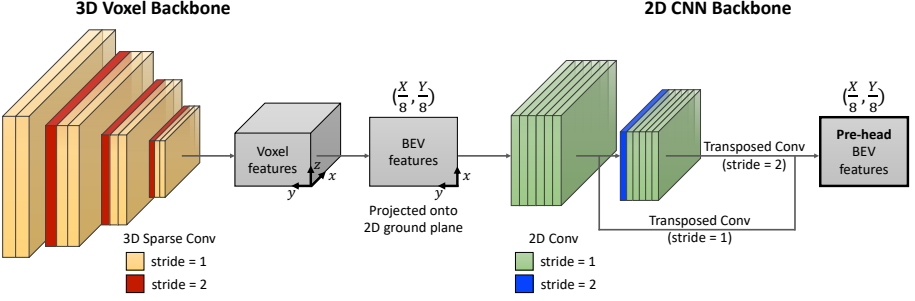 3D Voxel Backbone
2D CNN Backbone
Voxel
features
z
x
y
(X/8, Y/8)
BEV
features
x
y
Projected onto
2D ground plane
3D Sparse Conv
stride = 1
stride = 2
Transposed Conv
(stride = 2)
Transposed Conv
(stride = 1)
2D Conv
stride = 1
stride = 2
(X/8, Y/8)
Pre-head
BEV
features